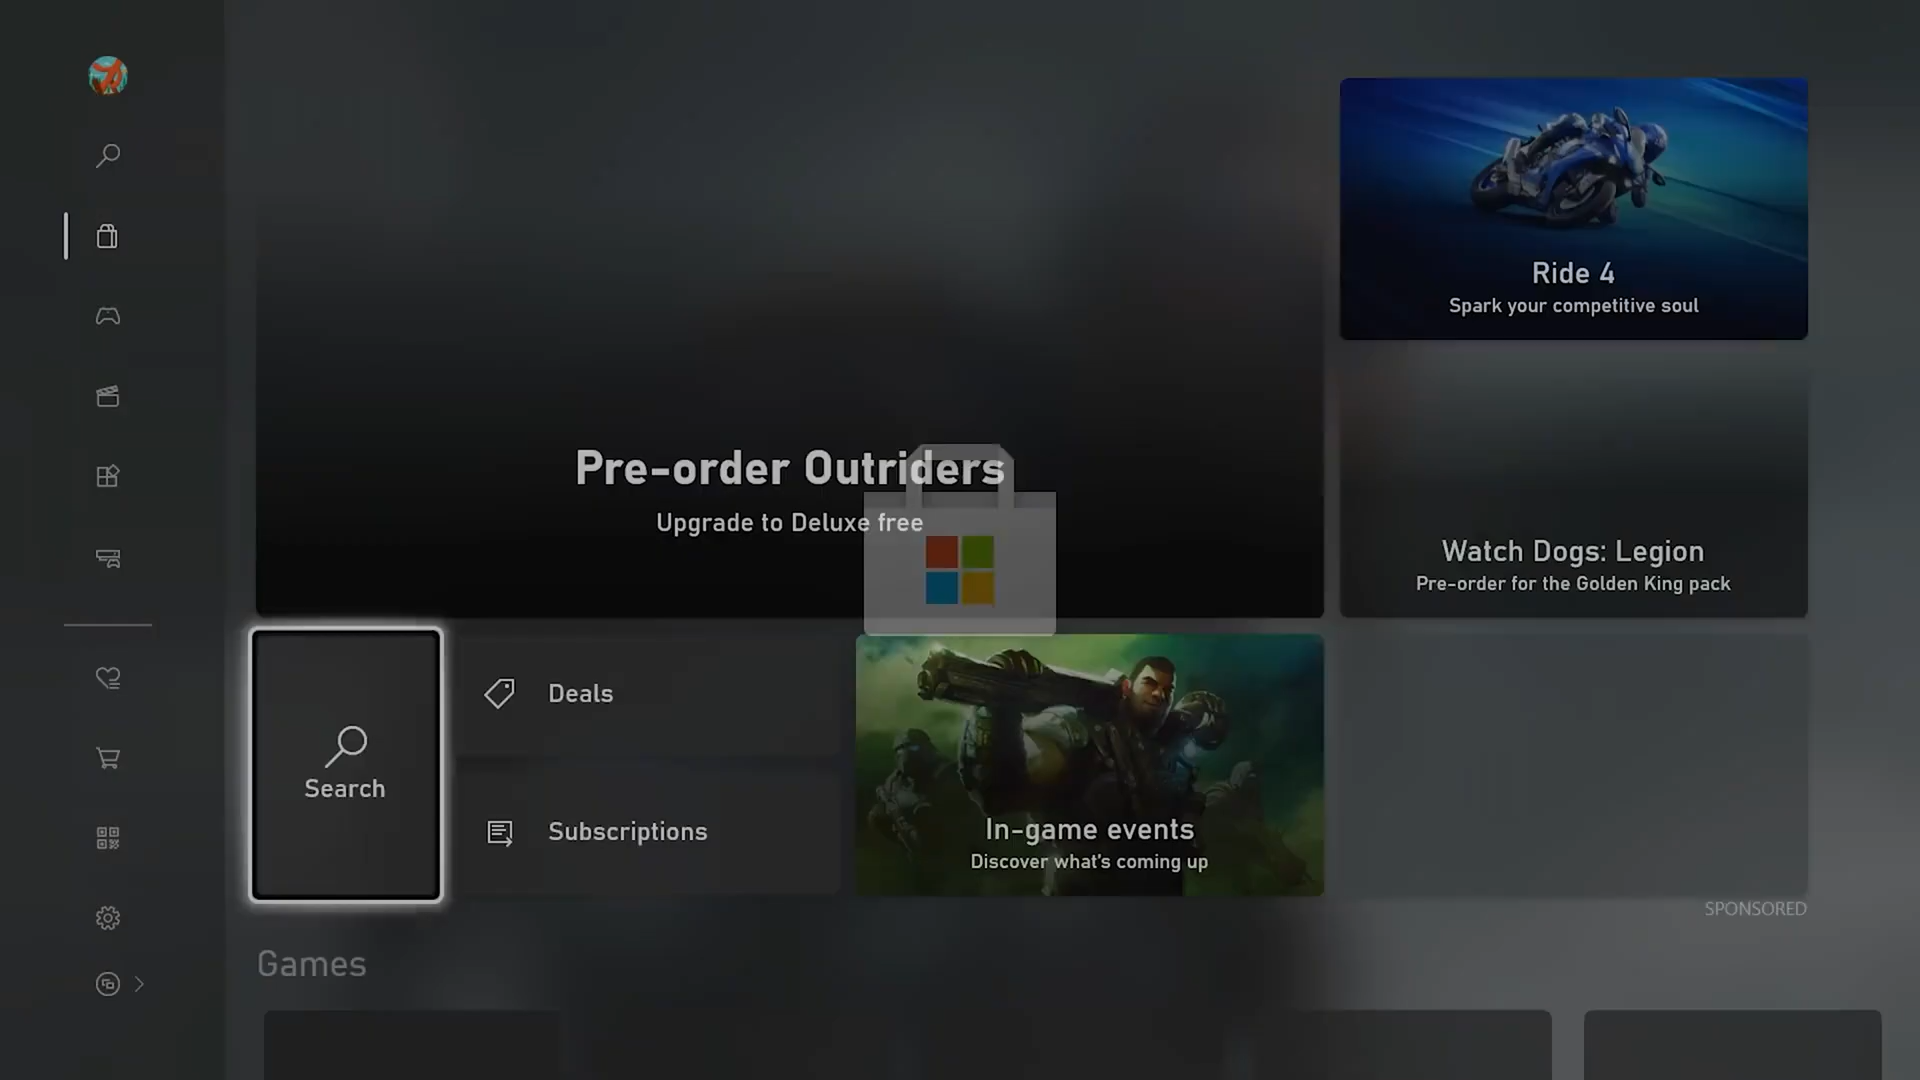 Ride 4
Spark your competitive soul
Pre-order Outriders
Upgrade to Deluxe free
Watch Dogs: Legion
Pre-order for the Golden King pack
Search
Deals
Subscriptions
In-game events
Discover what's coming up
SPONSORED
Games